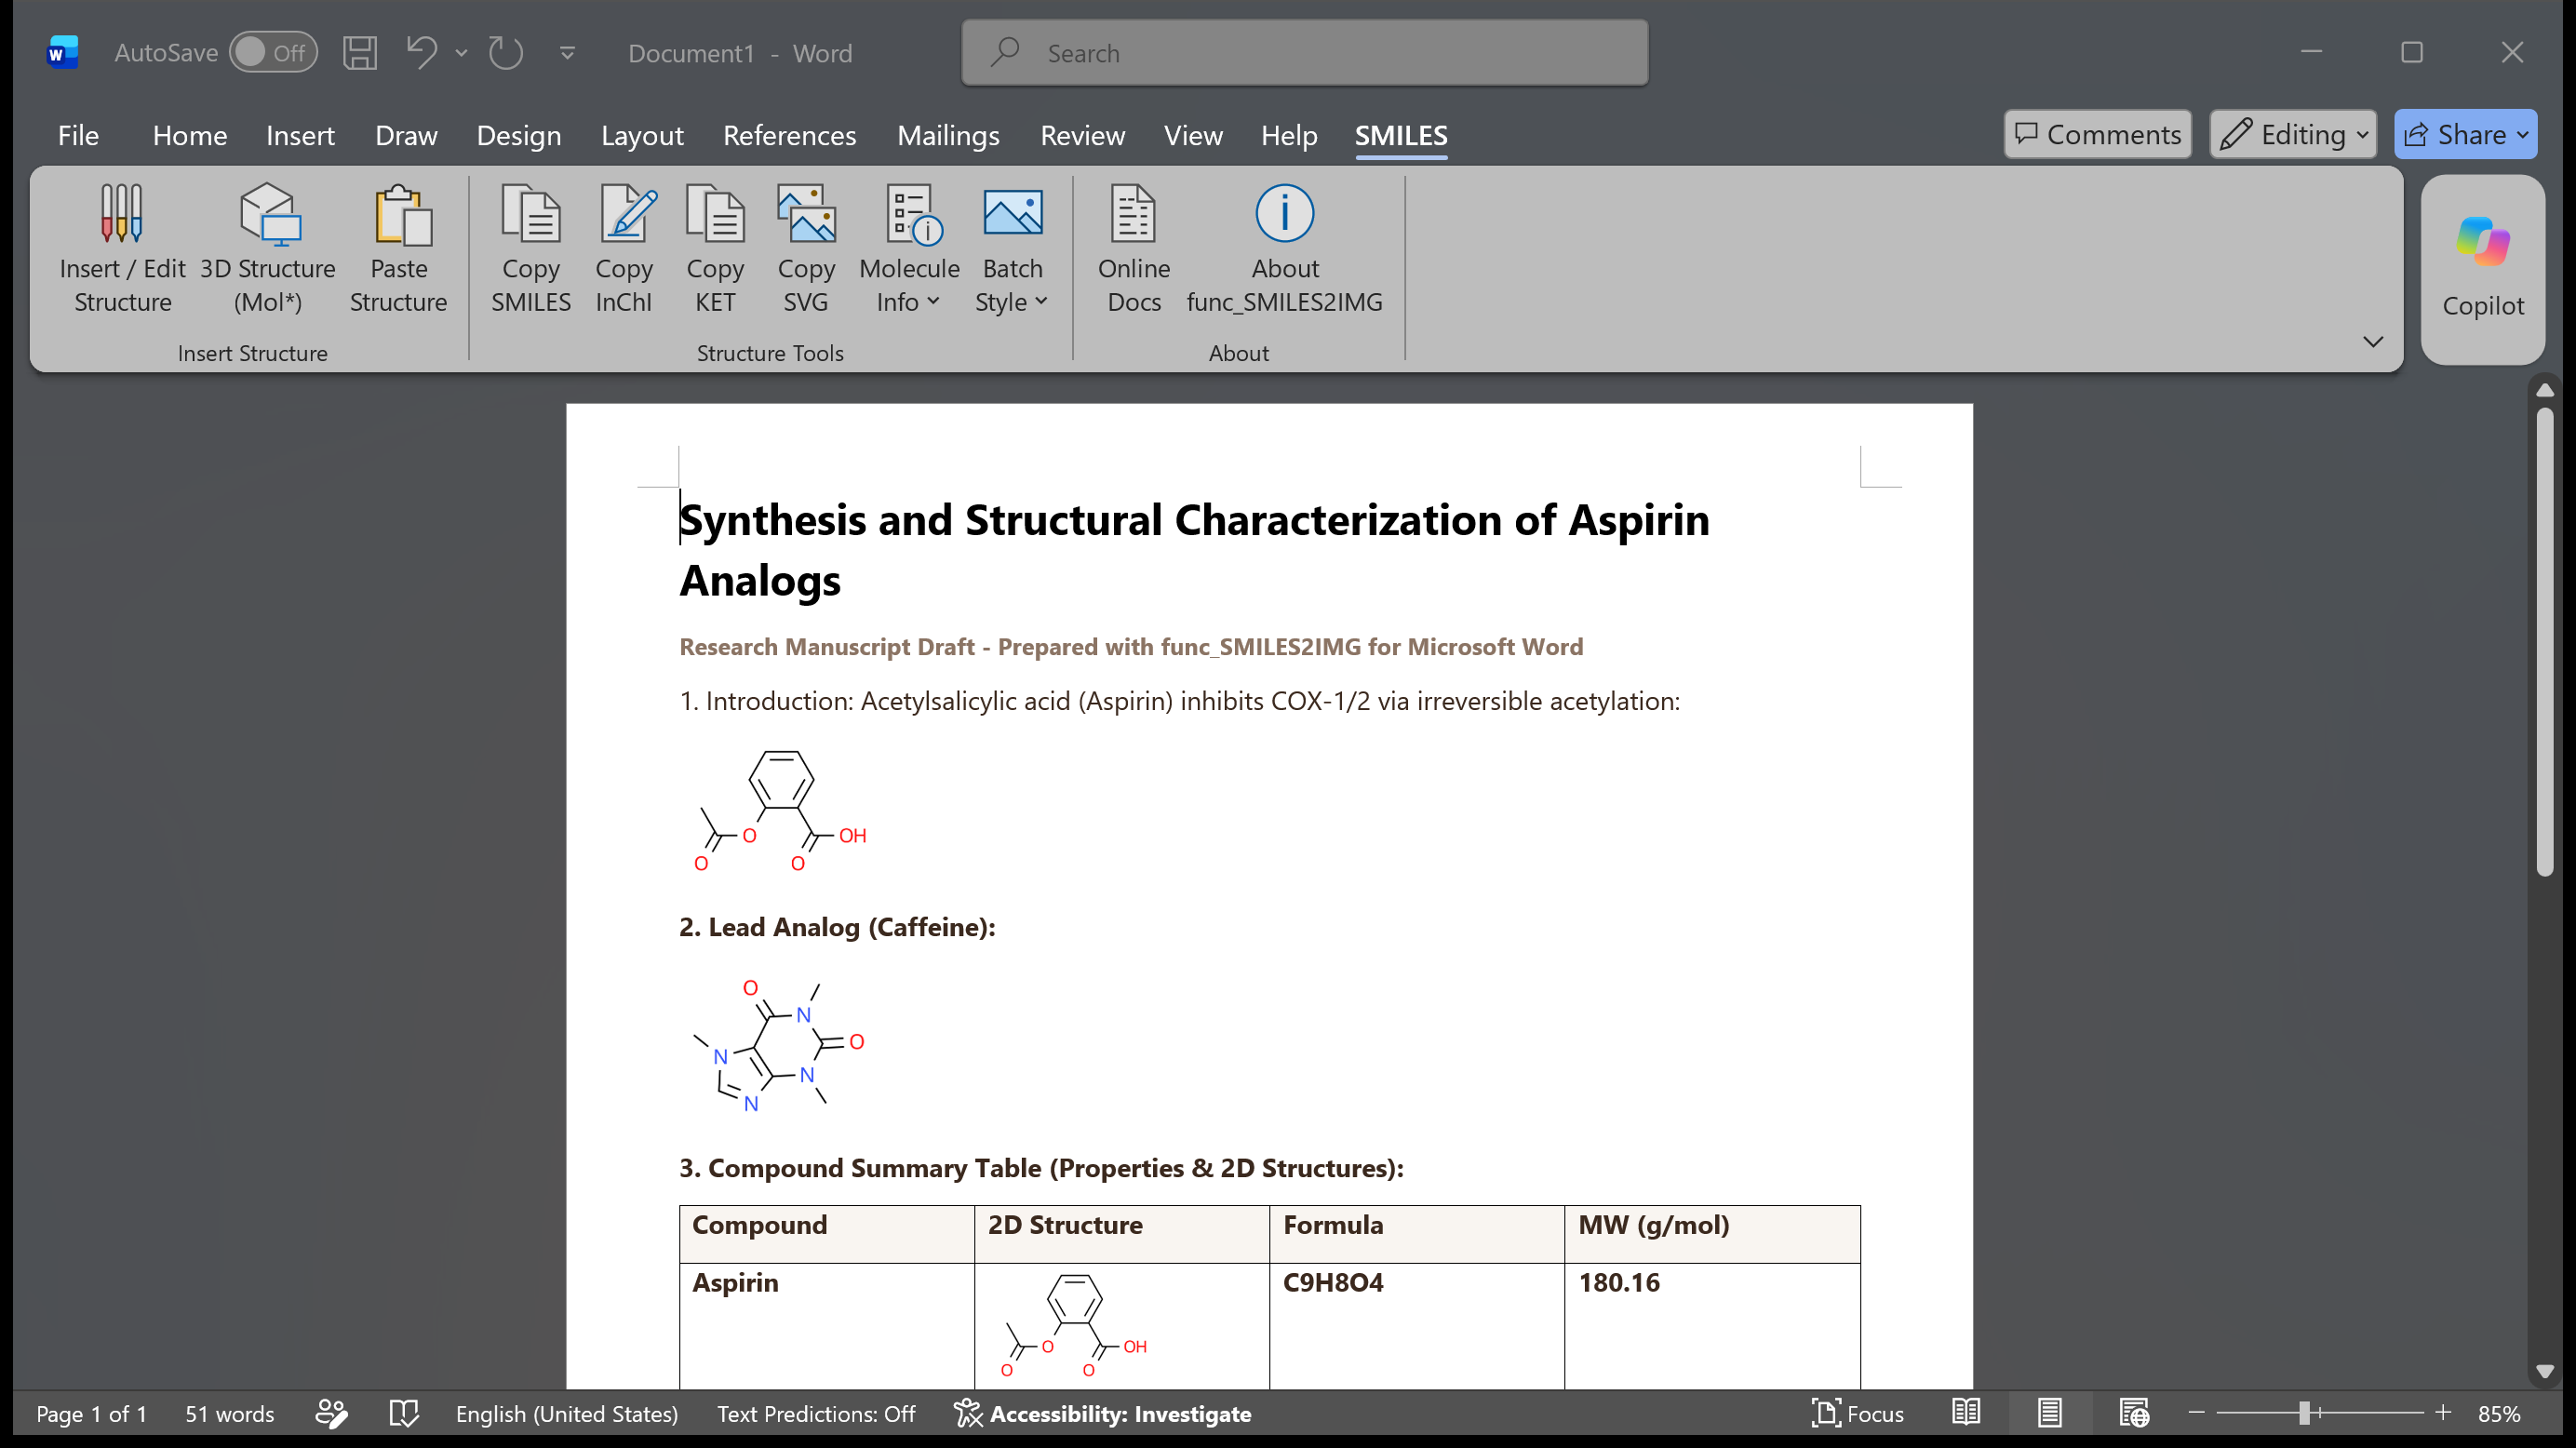 AutoSave Off Document1 - Word Search
File Home Insert Draw Design Layout References Mailings Review View Help SMILES Comments Editing Share
Insert / Edit Structure
3D Structure (Mol*)
Paste Structure
Copy SMILES
Copy InChI
Copy KET
Copy SVG
Molecule Info
Batch Style
Online Docs
About func_SMILES2IMG
Copilot
Insert Structure Structure Tools About
Synthesis and Structural Characterization of Aspirin
Analogs
Research Manuscript Draft - Prepared with func_SMILES2IMG for Microsoft Word
1. Introduction: Acetylsalicylic acid (Aspirin) inhibits COX-1/2 via irreversible acetylation:
O OH
O O
2. Lead Analog (Caffeine):
O
N
O
N
N
N
3. Compound Summary Table (Properties & 2D Structures):
Compound 2D Structure Formula MW (g/mol)
Aspirin C9H8O4 180.16
O OH
O O
Page 1 of 1 51 words English (United States) Text Predictions: Off Accessibility: Investigate Focus 85%